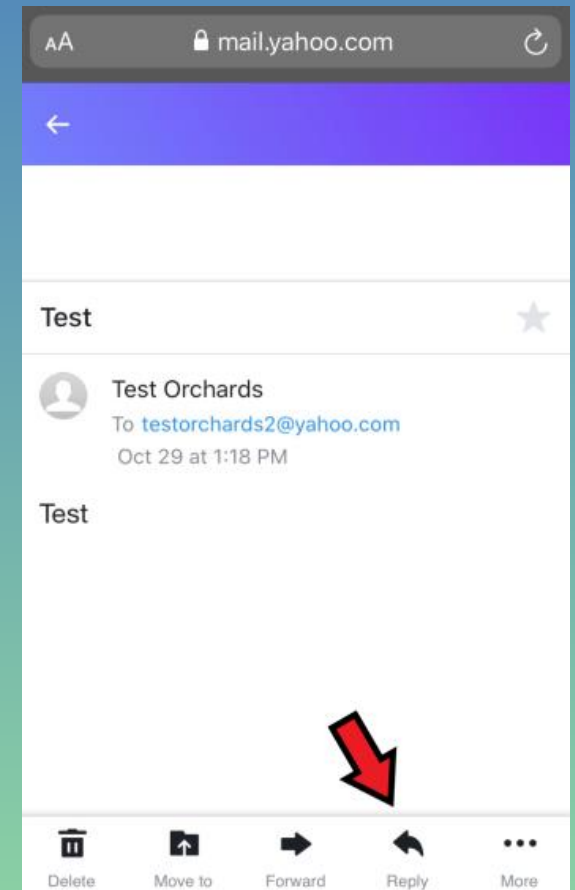 AA mail.yahoo.com
Test
Test Orchards
To testorchards2@yahoo.com
Oct 29 at 1:18 PM
Test
Delete Move to Forward Reply More